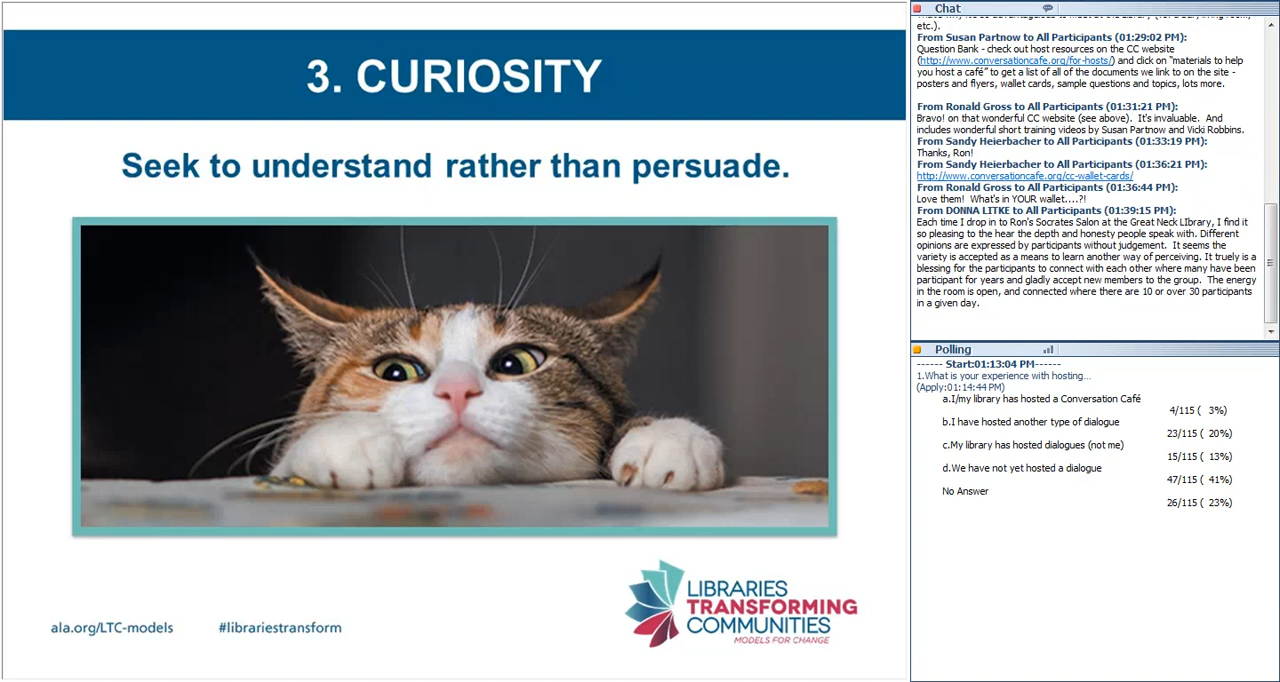 3. CURIOSITY
Seek to understand rather than persuade.
ala.org/LTC-models
#librariestransform
LIBRARIES
TRANSFORMING
COMMUNITIES
MODELS FOR CHANGE
Chat
etc.).
From Susan Partnow to All Participants (01:29:02 PM):
Question Bank - check out host resources on the CC website
(http://www.conversationcafe.org/for-hosts/) and click on "materials to help
you host a café" to get a list of all of the documents we link to on the site -
posters and flyers, wallet cards, sample questions and topics, lots more.
From Ronald Gross to All Participants (01:31:21 PM):
Bravo! on that wonderful CC website (see above).  It's invaluable.  And
includes wonderful short training videos by Susan Partnow and Vicki Robbins.
From Sandy Heierbacher to All Participants (01:33:19 PM):
Thanks, Ron!
From Sandy Heierbacher to All Participants (01:36:21 PM):
http://www.conversationcafe.org/cc-wallet-cards/
From Ronald Gross to All Participants (01:36:44 PM):
Love them!  What's in YOUR wallet....?!
From DONNA LITKE to All Participants (01:39:15 PM):
Each time I drop in to Ron's Socrates Salon at the Great Neck LIbrary, I find it
so pleasing to the hear the depth and honesty people speak with. Different
opinions are expressed by participants without judgement.  It seems the
variety is accepted as a means to learn another way of perceiving. It truely is a
blessing for the participants to connect with each other where many have been
participant for years and gladly accept new members to the group.  The energy
in the room is open, and connected where there are 10 or over 30 participants
in a given day.
Polling
------ Start:01:13:04 PM------
1.What is your experience with hosting...
(Apply:01:14:44 PM)
a.I/my library has hosted a Conversation Café
4/115 (  3%)
b.I have hosted another type of dialogue
23/115 ( 20%)
c.My library has hosted dialogues (not me)
15/115 ( 13%)
d.We have not yet hosted a dialogue
47/115 ( 41%)
No Answer
26/115 ( 23%)